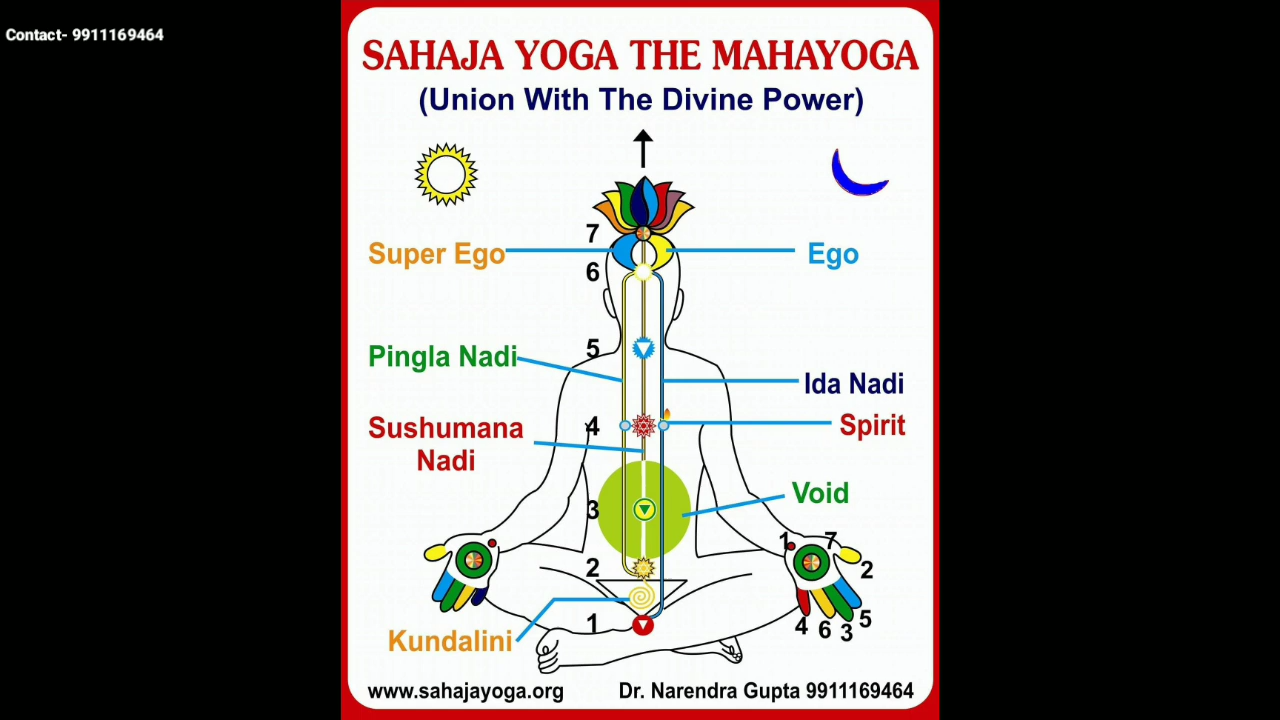 Contact- 9911169464
SAHAJA YOGA THE MAHAYOGA
(Union With The Divine Power)
7
Super Ego
Ego
6
5
Pingla Nadi
Ida Nadi
4
Sushumana
Nadi
Spirit
Void
3
1
7
2
2
1
4
6
3
5
Kundalini
www.sahajayoga.org
Dr. Narendra Gupta 9911169464